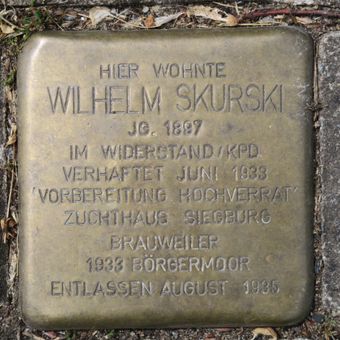 HIER WOHNTE
WILHELM SKURSKI
JG. 1897
IM WIDERSTAND/KPD
VERHAFTET JUNI 1933
'VORBEREITUNG HOCHVERRAT'
ZUCHTHAUS SIEGBURG
BRAUWEILER
1933 BÖRGERMOOR
ENTLASSEN AUGUST 1935